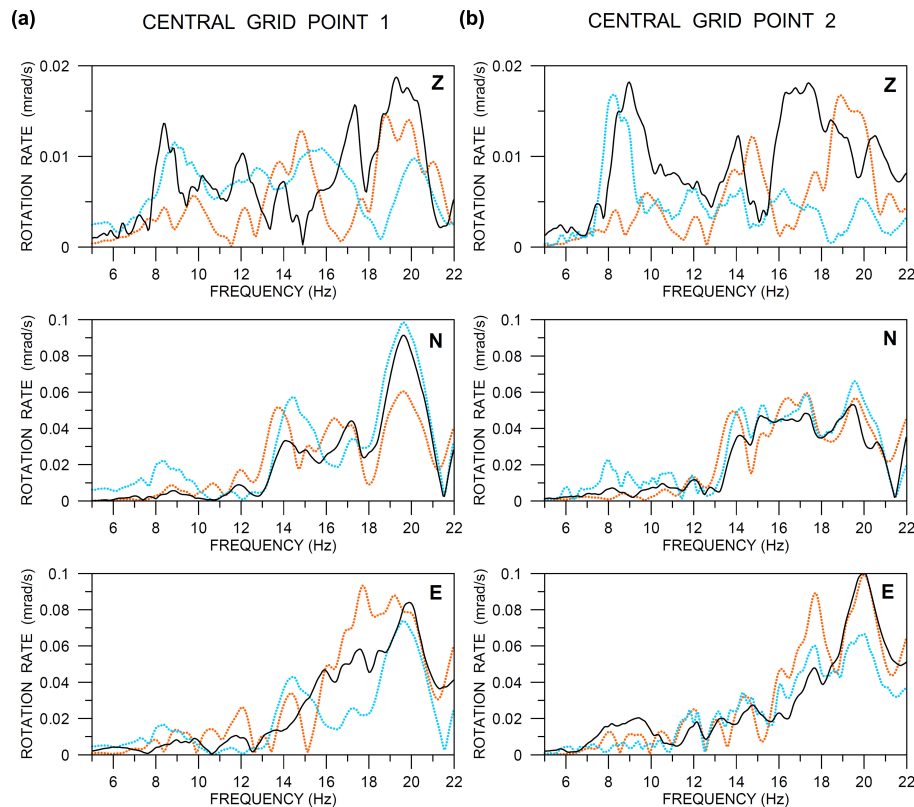 (a) CENTRAL GRID POINT 1
(b) CENTRAL GRID POINT 2
ROTATION RATE (mrad/s)
0.02
0.01
0
Z
6 8 10 12 14 16 18 20 22
FREQUENCY (Hz)
ROTATION RATE (mrad/s)
0.02
0.01
0
Z
6 8 10 12 14 16 18 20 22
FREQUENCY (Hz)
ROTATION RATE (mrad/s)
0.1
0.08
0.06
0.04
0.02
0
N
6 8 10 12 14 16 18 20 22
FREQUENCY (Hz)
ROTATION RATE (mrad/s)
0.1
0.08
0.06
0.04
0.02
0
N
6 8 10 12 14 16 18 20 22
FREQUENCY (Hz)
ROTATION RATE (mrad/s)
0.1
0.08
0.06
0.04
0.02
0
E
6 8 10 12 14 16 18 20 22
FREQUENCY (Hz)
ROTATION RATE (mrad/s)
0.1
0.08
0.06
0.04
0.02
0
E
6 8 10 12 14 16 18 20 22
FREQUENCY (Hz)